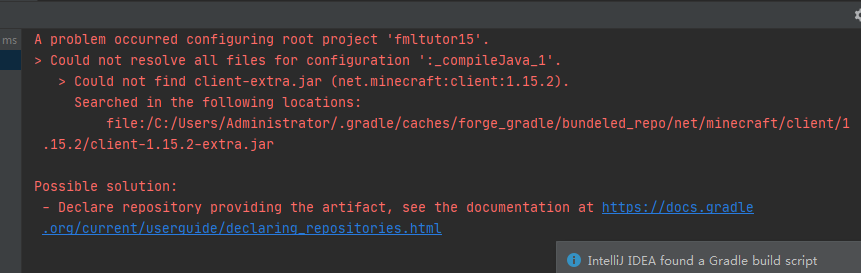 ms
A problem occurred configuring root project 'fmltutor15'.
> Could not resolve all files for configuration ':_compileJava_1'.
> Could not find client-extra.jar (net.minecraft:client:1.15.2).
Searched in the following locations:
file:/C:/Users/Administrator/.gradle/caches/forge_gradle/bundeled_repo/net/minecraft/client/1
.15.2/client-1.15.2-extra.jar
Possible solution:
- Declare repository providing the artifact, see the documentation at https://docs.gradle
.org/current/userguide/declaring_repositories.html
IntelliJ IDEA found a Gradle build script